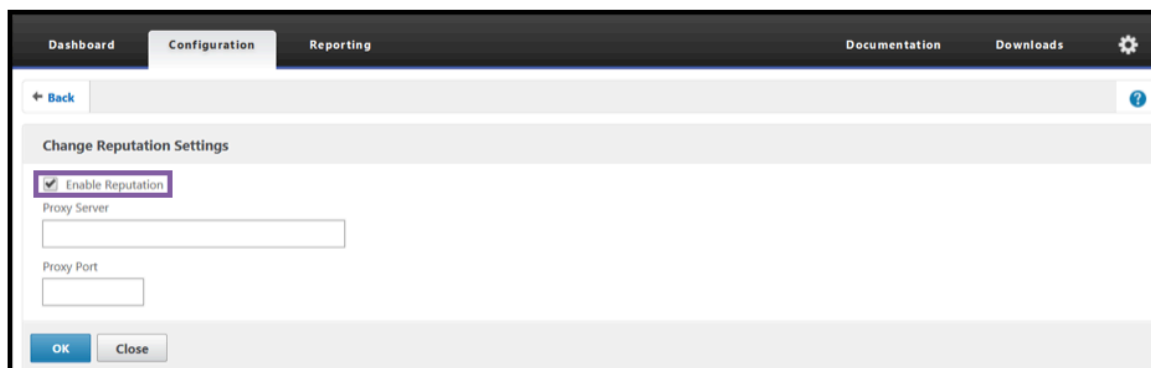 Dashboard Configuration Reporting Documentation Downloads
Back
Change Reputation Settings
Enable Reputation
Proxy Server
Proxy Port
OK Close